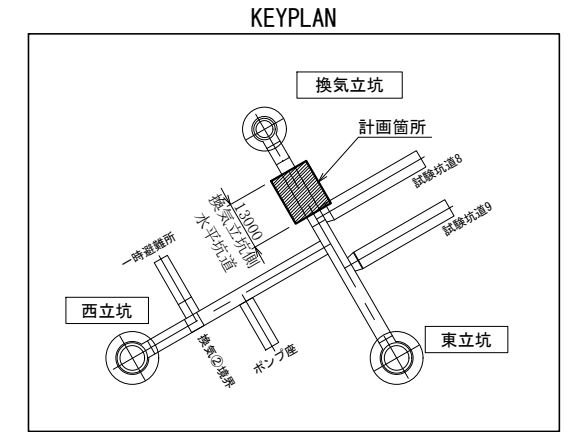 KEYPLAN
換気立坑
計画箇所
試験坑道8
試験坑道9
13000
換気立坑側
水平坑道
一時避難所
西立坑
換気②境界
ポンプ座
東立坑